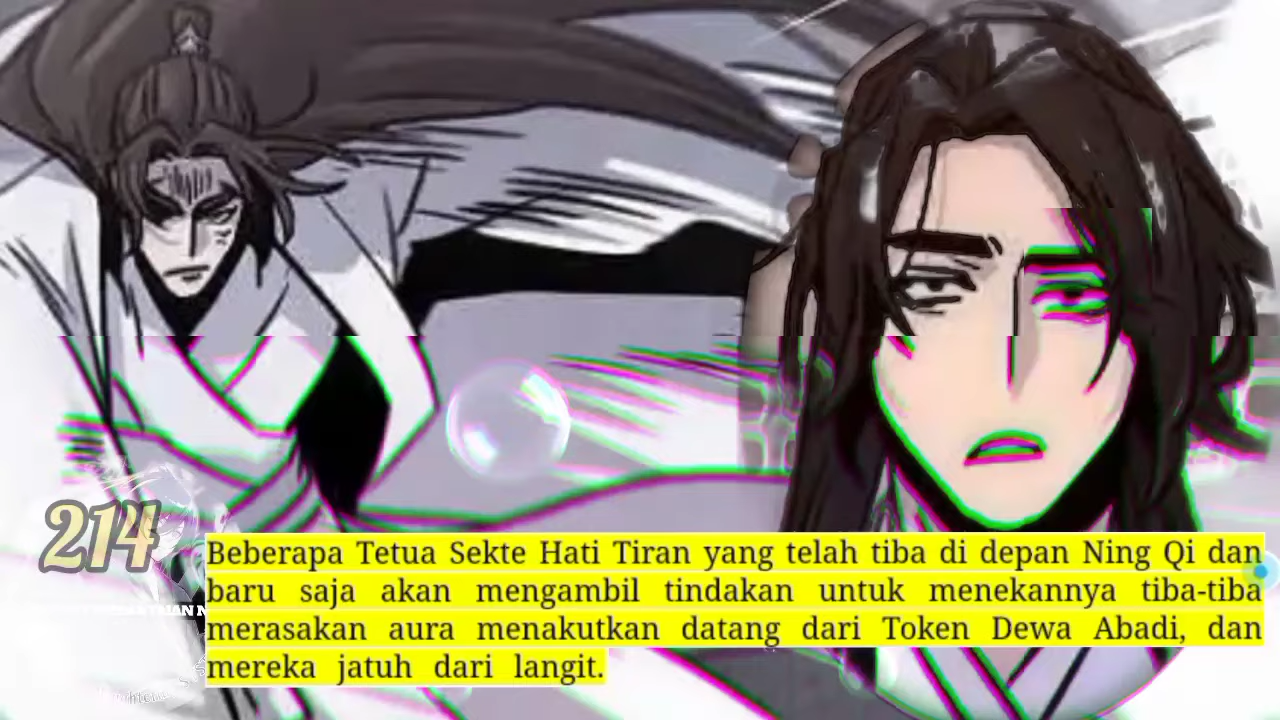 214
Beberapa Tetua Sekte Hati Tiran yang telah tiba di depan Ning Qi dan
baru saja akan mengambil tindakan untuk menekannya tiba-tiba
merasakan aura menakutkan datang dari Token Dewa Abadi, dan
mereka jatuh dari langit.